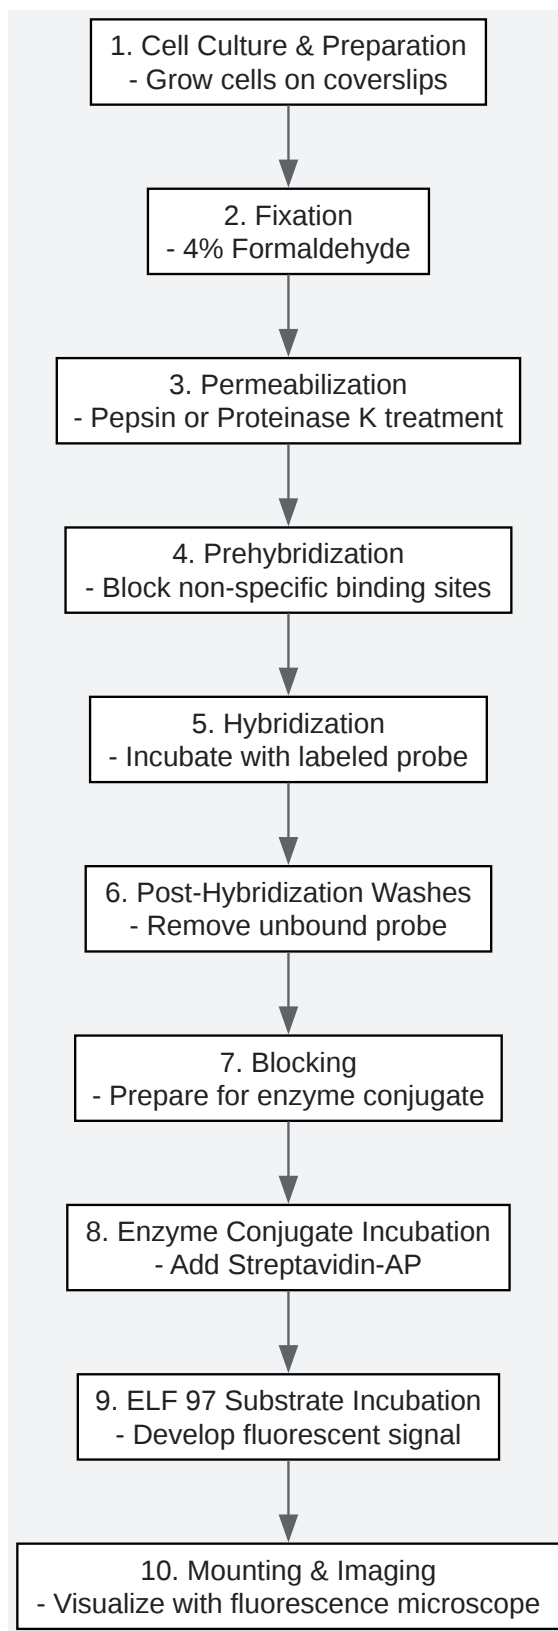 1. Cell Culture & Preparation
- Grow cells on coverslips
2. Fixation
- 4% Formaldehyde
3. Permeabilization
- Pepsin or Proteinase K treatment
4. Prehybridization
- Block non-specific binding sites
5. Hybridization
- Incubate with labeled probe
6. Post-Hybridization Washes
- Remove unbound probe
7. Blocking
- Prepare for enzyme conjugate
8. Enzyme Conjugate Incubation
- Add Streptavidin-AP
9. ELF 97 Substrate Incubation
- Develop fluorescent signal
10. Mounting & Imaging
- Visualize with fluorescence microscope